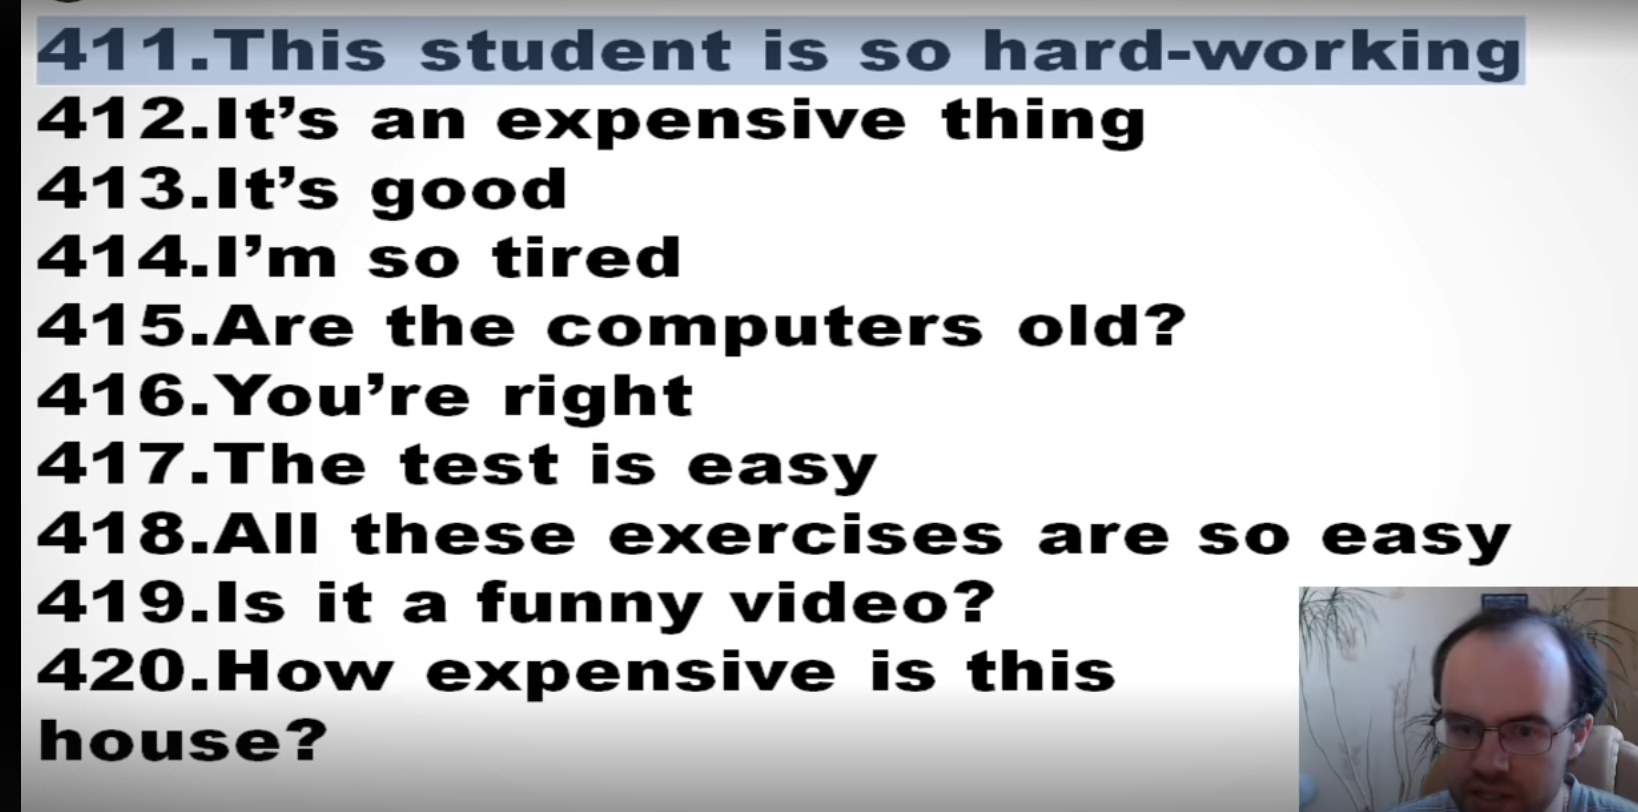 411.This student is so hard-working
412.It’s an expensive thing
413.It’s good
414.I’m so tired
415.Are the computers old?
416.You’re right
417.The test is easy
418.All these exercises are so easy
419.Is it a funny video?
420.How expensive is this
house?